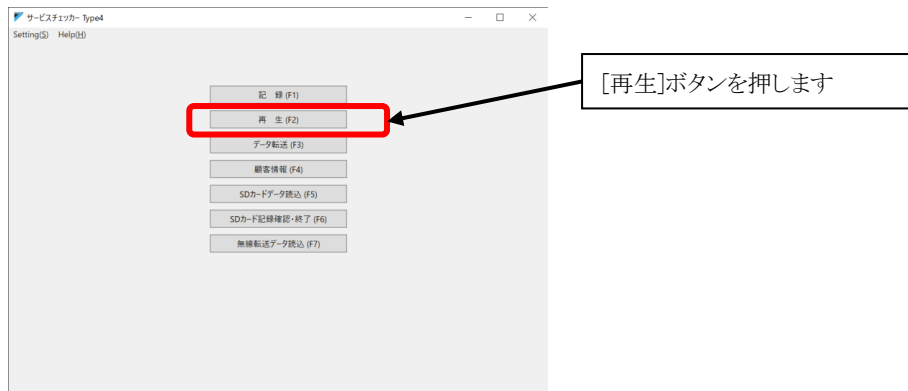 サービスチェッカー Type4
Setting(S) Help(H)
記 録 (F1)
再 生 (F2)
データ転送 (F3)
顧客情報 (F4)
SDカードデータ読込 (F5)
SDカード記録確認・終了 (F6)
無線転送データ読込 (F7)
[再生]ボタンを押します